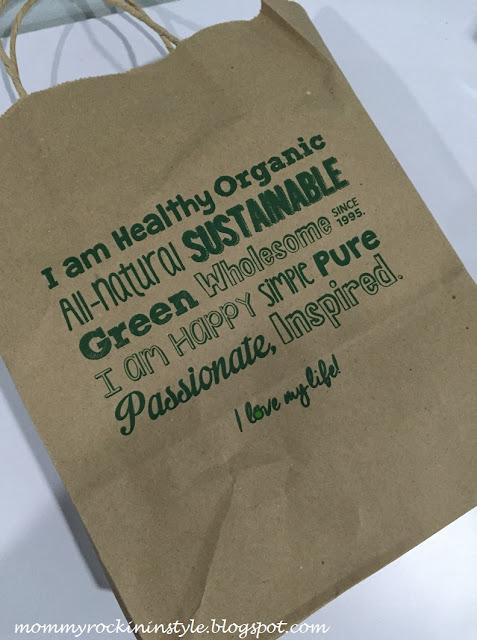 I am Healthy Organic
All-natural SUSTAINABLE
Green Wholesome SINCE 1995.
I am HAPPY SIMPlE PURe
Passionate, Inspired.
I love my life!
mommyrockininstyle.blogspot.com